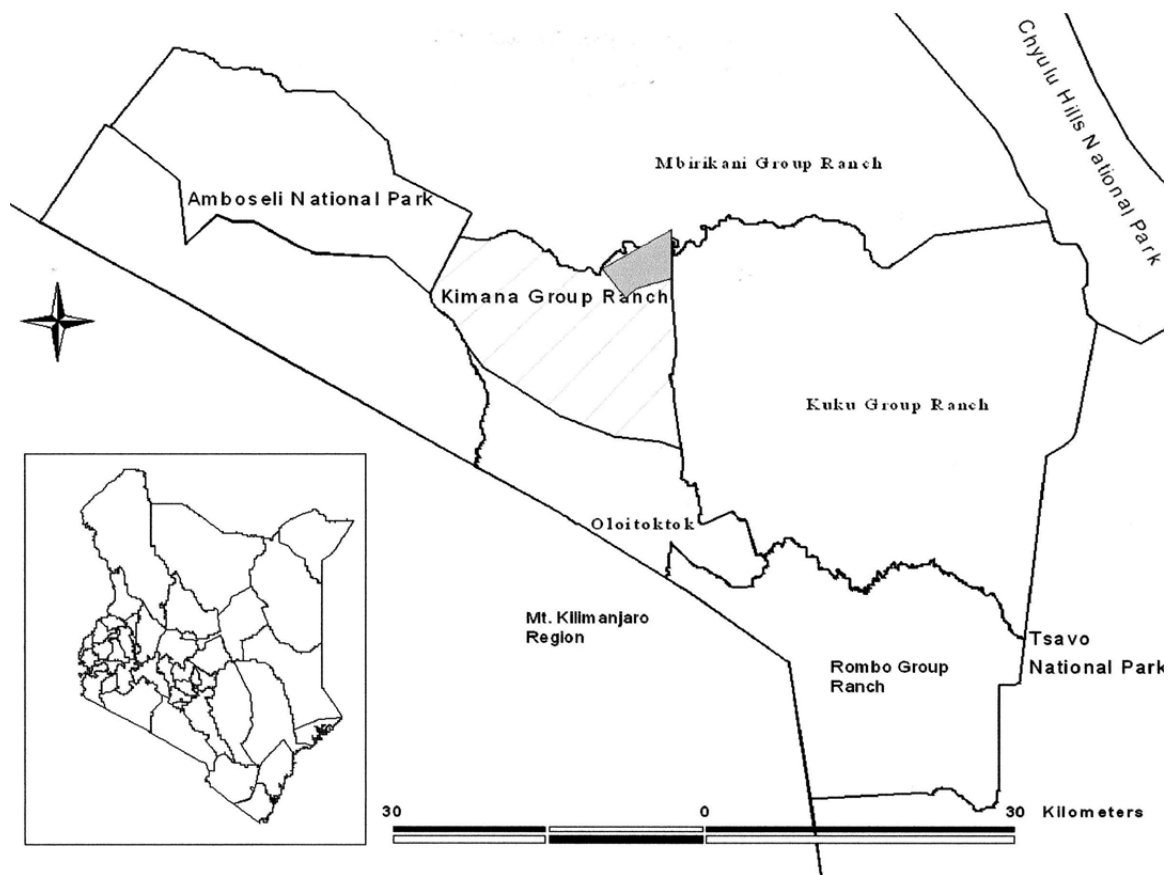 Chyulu Hills National Park
Mbirikani Group Ranch
Amboseli National Park
Kimana Group Ranch
Kuku Group Ranch
Oloitoktok
Mt. Kilimanjaro
Region
Tsavo
National Park
Rombo Group
Ranch
30 0 30 Kilometers